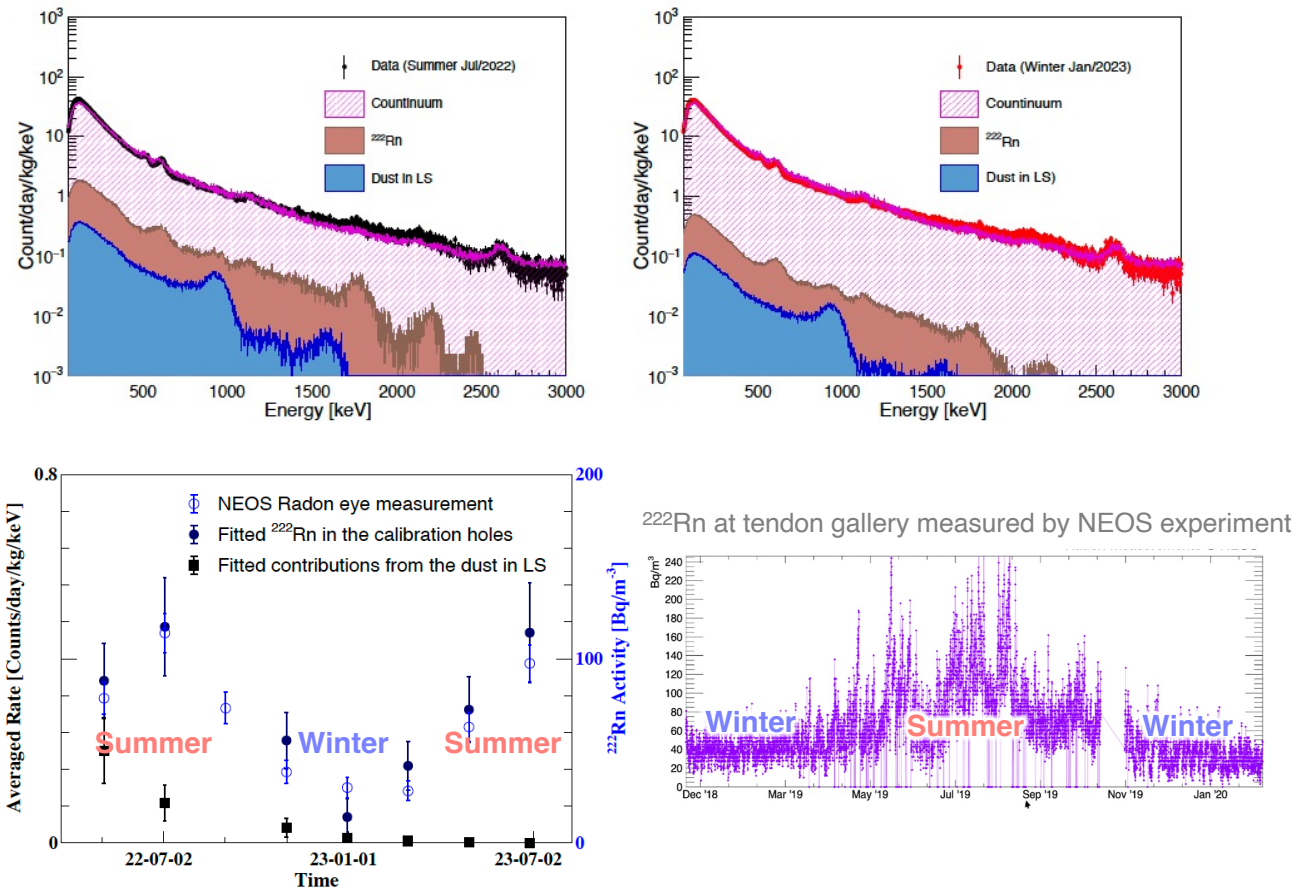 10³
10²
10
1
10⁻¹
10⁻²
10⁻³
Count/day/kg/keV
Data (Summer Jul/2022)
Countinuum
²²²Rn
Dust in LS
500 1000 1500 2000 2500 3000
Energy [keV]
10³
10²
10
1
10⁻¹
10⁻²
10⁻³
Count/day/kg/keV
Data (Winter Jan/2023)
Countinuum
²²²Rn
Dust in LS)
500 1000 1500 2000 2500 3000
Energy [keV]
0.8
0
Averaged Rate [Counts/day/kg/keV]
NEOS Radon eye measurement
Fitted ²²²Rn in the calibration holes
Fitted contributions from the dust in LS
Summer Winter Summer
200
100
0
²²²Rn Activity [Bq/m⁻³]
22-07-02 23-01-01 23-07-02
Time
²²²Rn at tendon gallery measured by NEOS experiment
Bq/m³
240
220
200
180
160
140
120
100
80
60
40
20
0
Winter Summer Winter
Dec '18 Mar '19 May '19 Jul '19 Sep '19 Nov '19 Jan '20